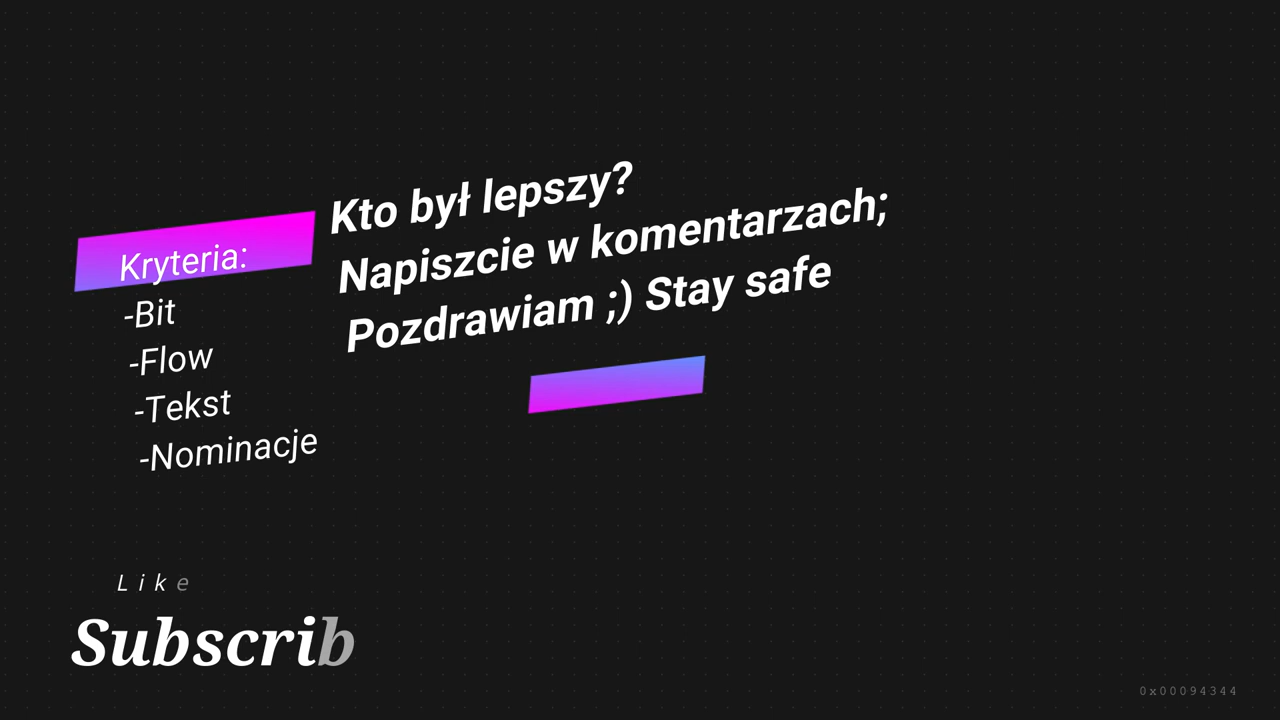 Kto był lepszy?
Napiszcie w komentarzach;
Pozdrawiam ;) Stay safe
Kryteria:
-Bit
-Flow
-Tekst
-Nominacje
Like
Subscrib
0x00094344